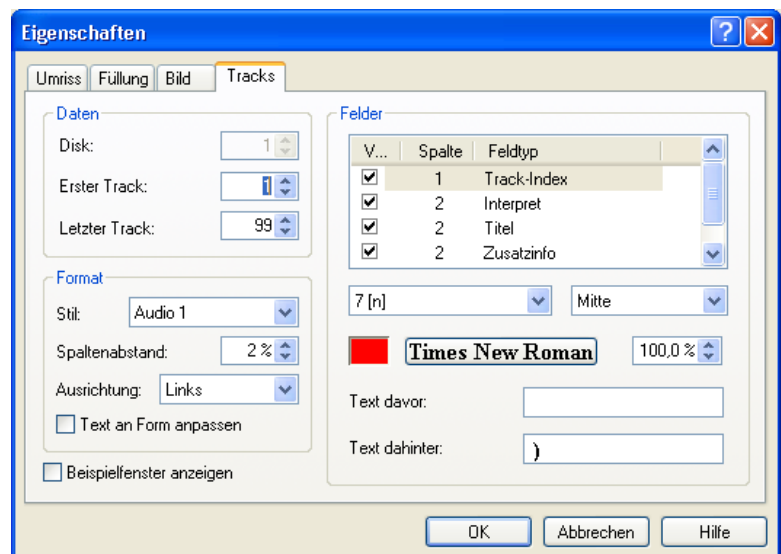 Eigenschaften
Umriss Füllung Bild Tracks
Daten
Disk: 1
Erster Track: 1
Letzter Track: 99
Format
Stil: Audio 1
Spaltenabstand: 2 %
Ausrichtung: Links
Text an Form anpassen
Beispielfenster anzeigen
Felder
V... Spalte Feldtyp
1 Track-Index
2 Interpret
2 Titel
2 Zusatzinfo
7 [n] Mitte
Times New Roman 100,0 %
Text davor:
Text dahinter: )
OK Abbrechen Hilfe